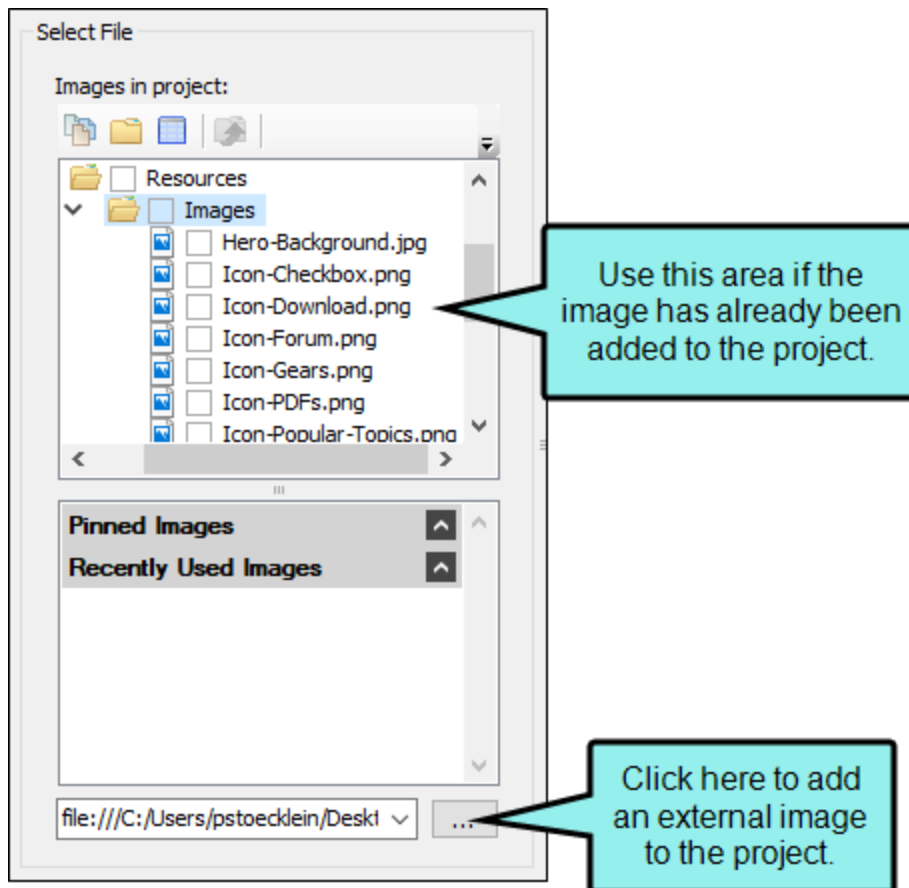 Select File
Images in project:
Resources
Images
Hero-Background.jpg
Icon-Checkbox.png
Icon-Download.png
Icon-Forum.png
Icon-Gears.png
Icon-PDFs.png
Icon-Popular-Topics.png
Use this area if the
image has already been
added to the project.
Pinned Images
Recently Used Images
file:///C:/Users/pstoecklein/Deskt
...
Click here to add
an external image
to the project.